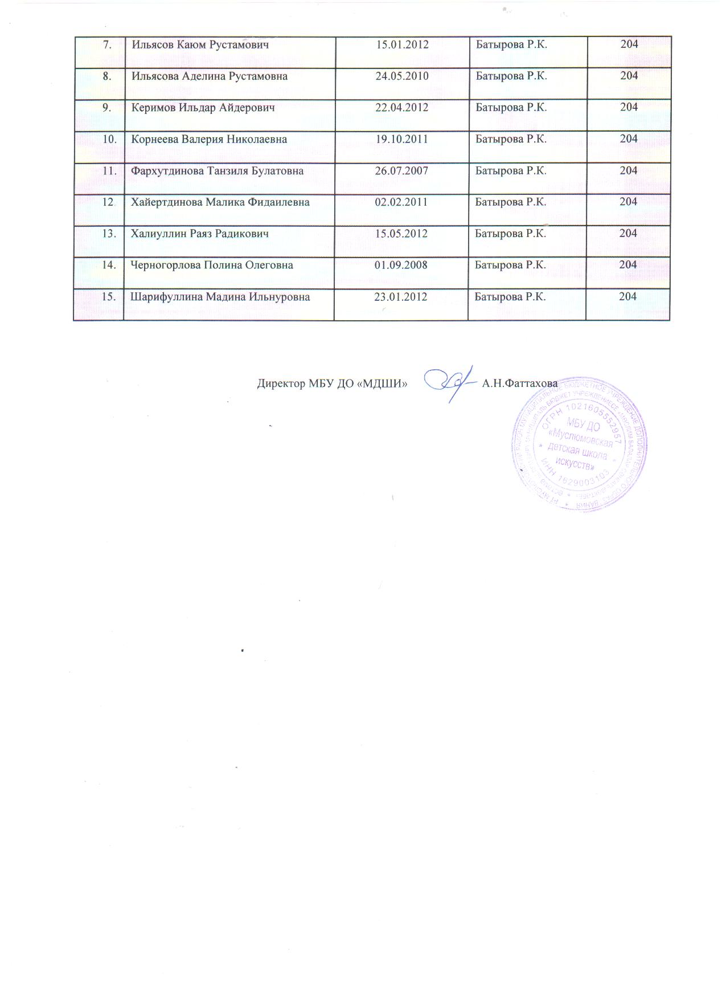 7. Ильясов Каюм Рустамович 15.01.2012 Батырова Р.К. 204
8. Ильясова Аделина Рустамовна 24.05.2010 Батырова Р.К. 204
9. Керимов Ильдар Айдерович 22.04.2012 Батырова Р.К. 204
10. Корнеева Валерия Николаевна 19.10.2011 Батырова Р.К. 204
11. Фархутдинова Танзиля Булатовна 26.07.2007 Батырова Р.К. 204
12. Хайертдинова Малика Фидаилевна 02.02.2011 Батырова Р.К. 204
13. Халиуллин Раяз Радикович 15.05.2012 Батырова Р.К. 204
14. Черногорлова Полина Олеговна 01.09.2008 Батырова Р.К. 204
15. Шарифуллина Мадина Ильнуровна 23.01.2012 Батырова Р.К. 204
Директор МБУ ДО «МДШИ» А.Н.Фаттахова
МУНИЦИПАЛЬНОЕ БЮДЖЕТНОЕ УЧРЕЖДЕНИЕ ДОПОЛНИТЕЛЬНОГО
ОГРН 1021605552957
МБУ ДО
«Муслюмовская
детская школа
искусств»
ИНН 1629003103